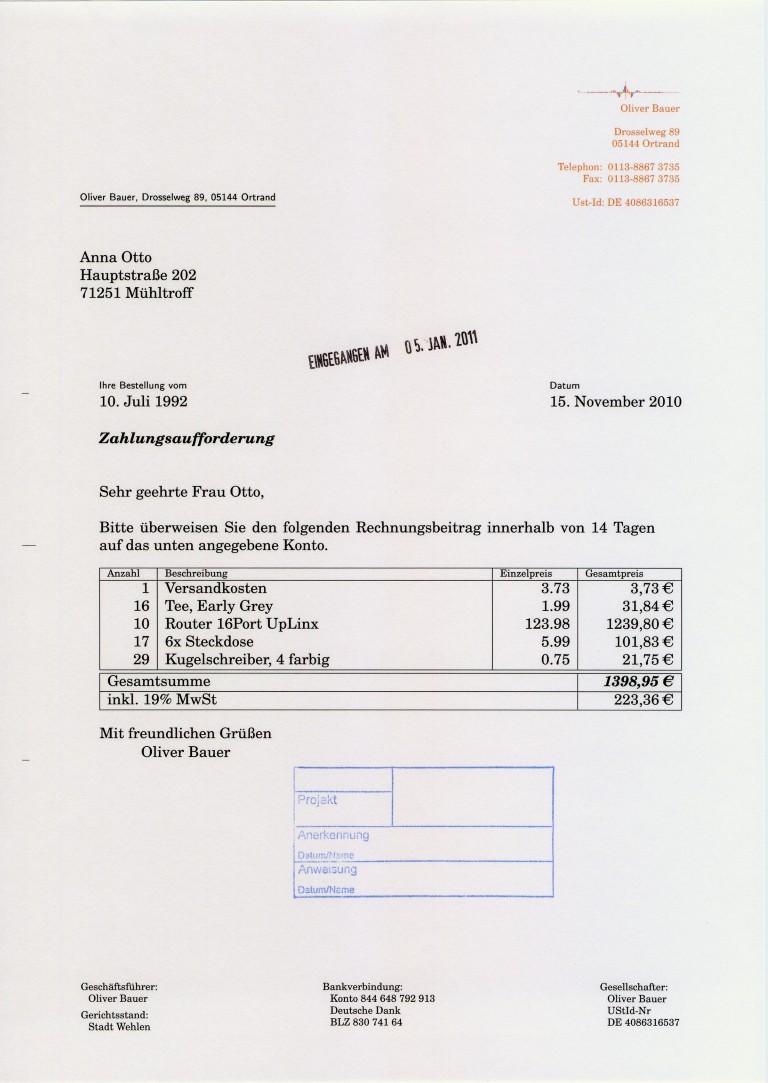 Oliver Bauer
Drosselweg 89
05144 Ortrand
Telephon: 0113-8867 3735
Fax: 0113-8867 3735
Ust-Id: DE 4086316537
Oliver Bauer, Drosselweg 89, 05144 Ortrand
Anna Otto
Hauptstraße 202
71251 Mühltroff
EINGEGANGEN AM 05. JAN. 2011
Ihre Bestellung vom Datum
10. Juli 1992 15. November 2010
Zahlungsaufforderung
Sehr geehrte Frau Otto,
Bitte überweisen Sie den folgenden Rechnungsbeitrag innerhalb von 14 Tagen
auf das unten angegebene Konto.
Anzahl Beschreibung Einzelpreis Gesamtpreis
1 Versandkosten 3.73 3,73 €
16 Tee, Early Grey 1.99 31,84 €
10 Router 16Port UpLinx 123.98 1239,80 €
17 6x Steckdose 5.99 101,83 €
29 Kugelschreiber, 4 farbig 0.75 21,75 €
Gesamtsumme 1398,95 €
inkl. 19% MwSt 223,36 €
Mit freundlichen Grüßen
Oliver Bauer
Projekt
Anerkennung
Datum/Name
Anweisung
Datum/Name
Geschäftsführer:
Oliver Bauer
Gerichtsstand:
Stadt Wehlen
Bankverbindung:
Konto 844 648 792 913
Deutsche Dank
BLZ 830 741 64
Gesellschafter:
Oliver Bauer
UStId-Nr
DE 4086316537